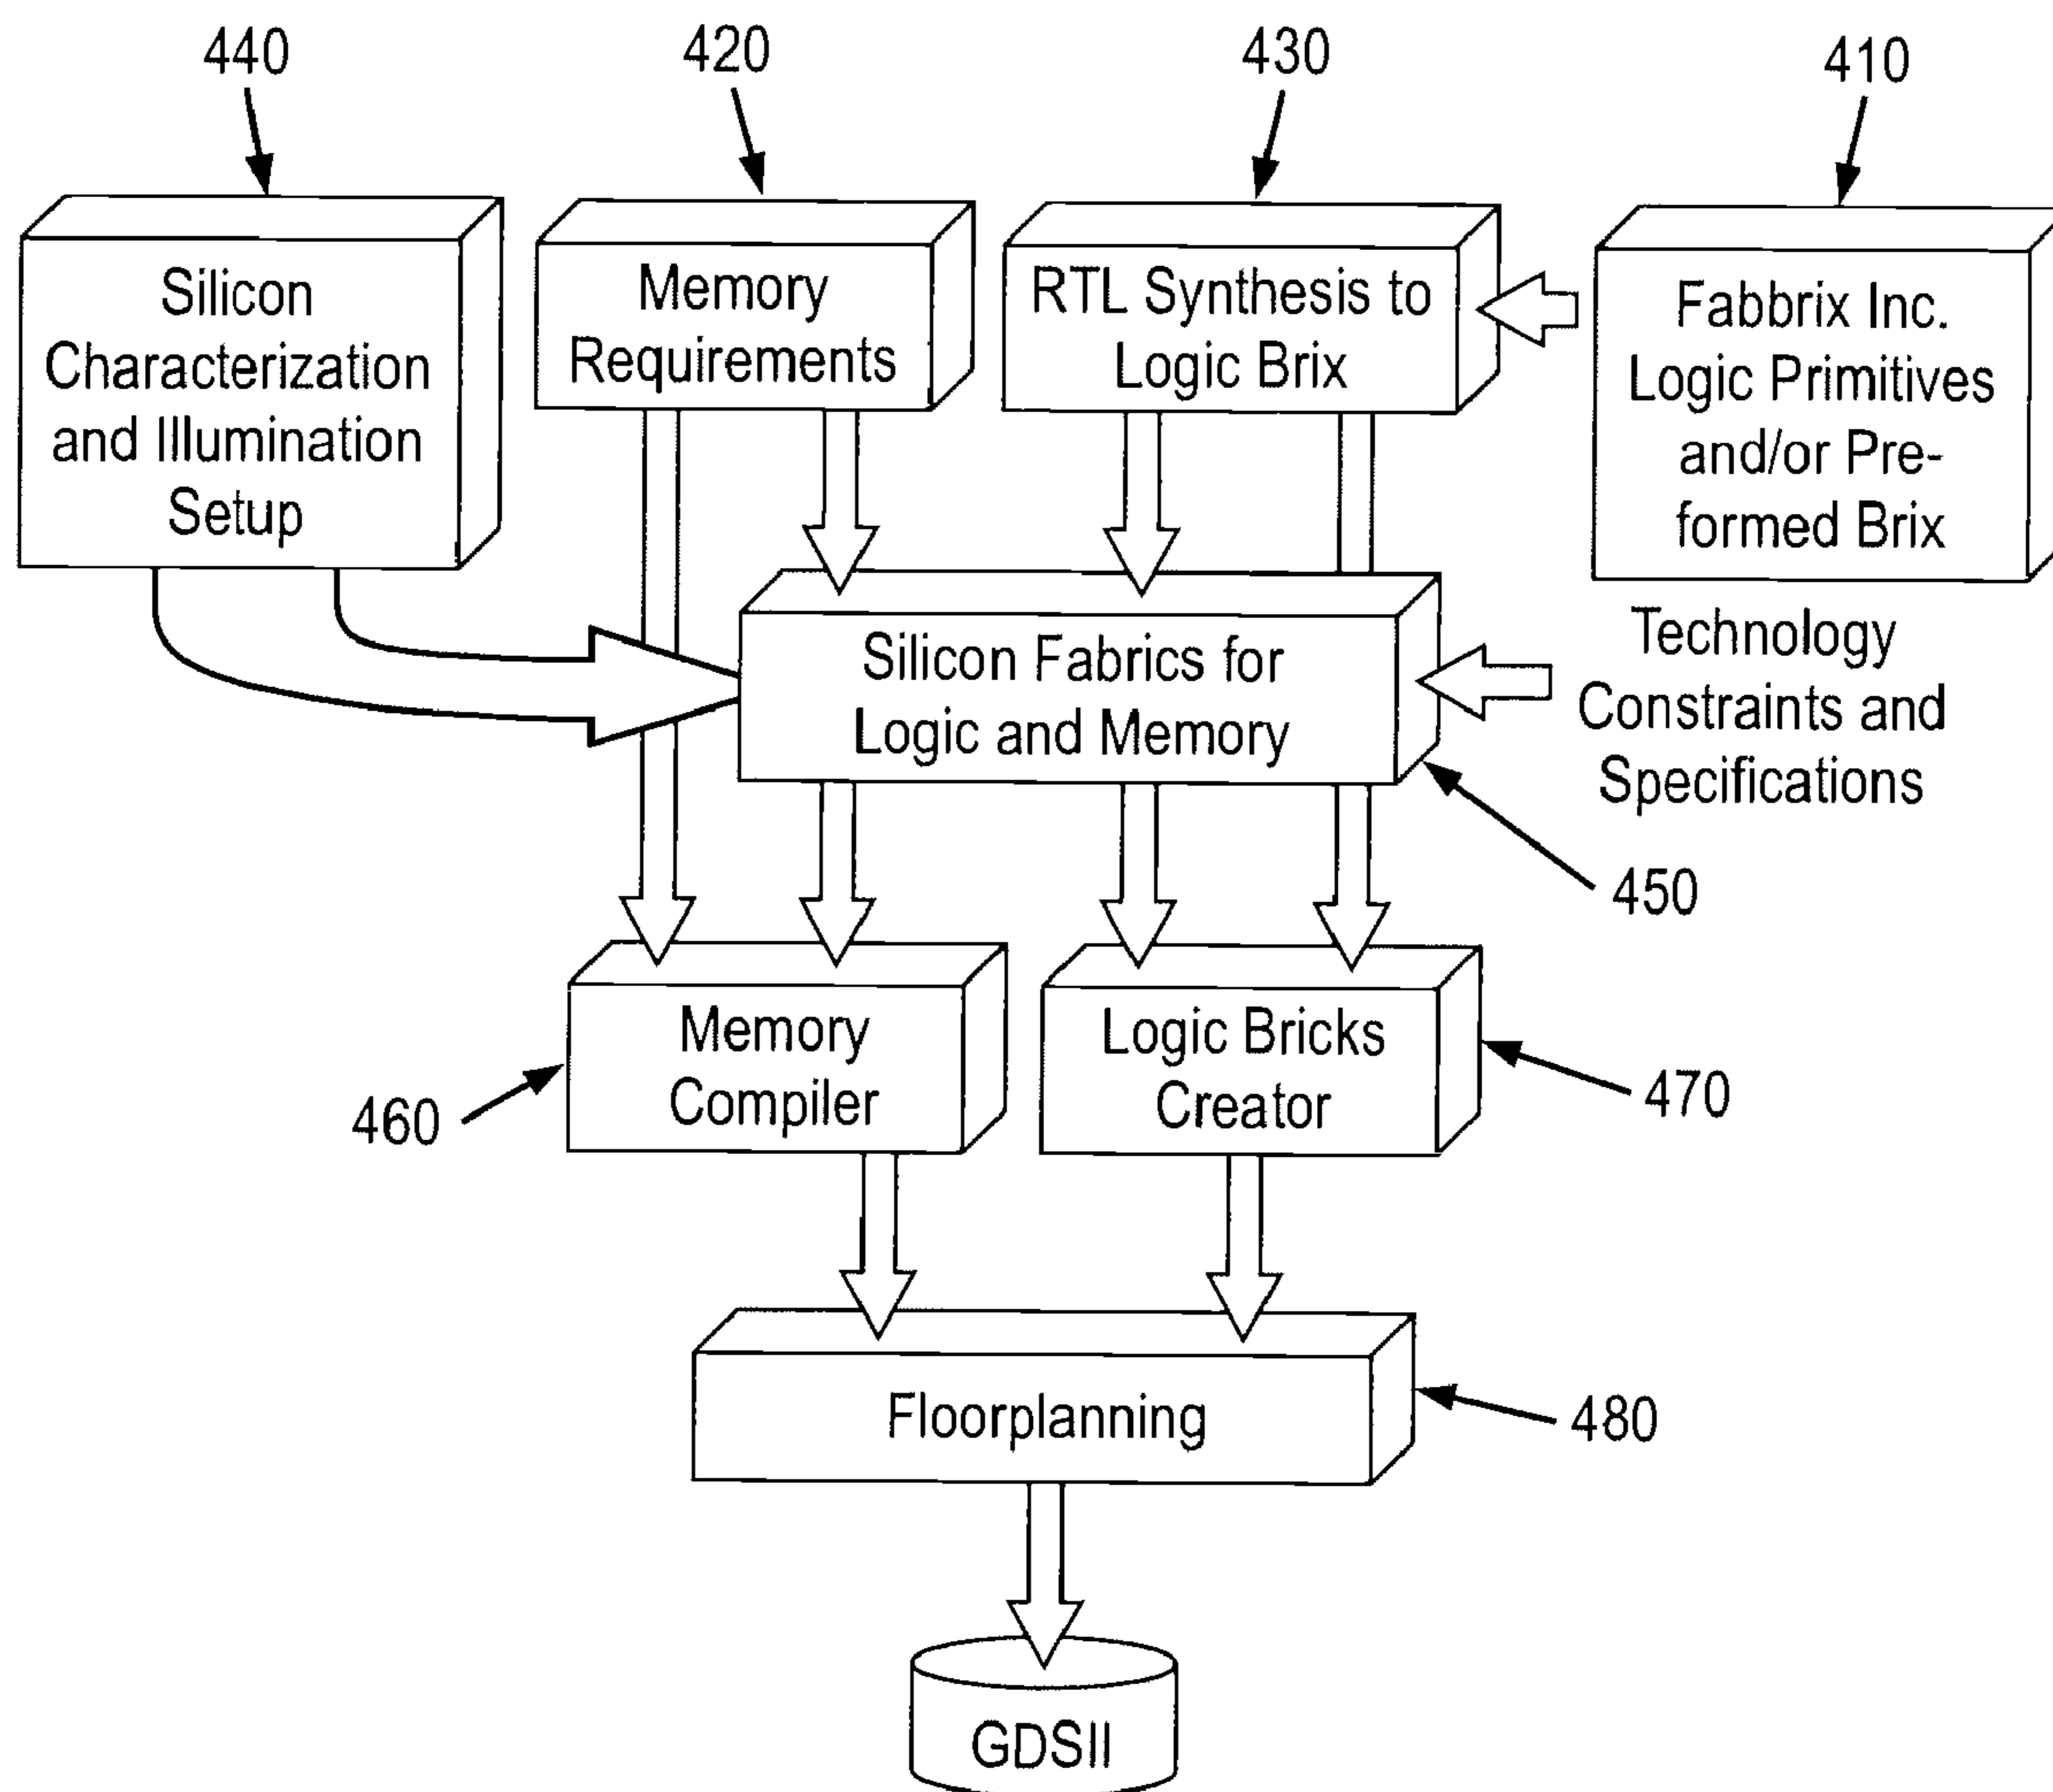 440
420
430
410
Silicon
Characterization
and Illumination
Setup
Memory
Requirements
RTL Synthesis to
Logic Brix
Fabbrix Inc.
Logic Primitives
and/or Pre-
formed Brix
Silicon Fabrics for
Logic and Memory
Technology
Constraints and
Specifications
450
Memory
Compiler
460
Logic Bricks
Creator
470
Floorplanning
480
GDSII